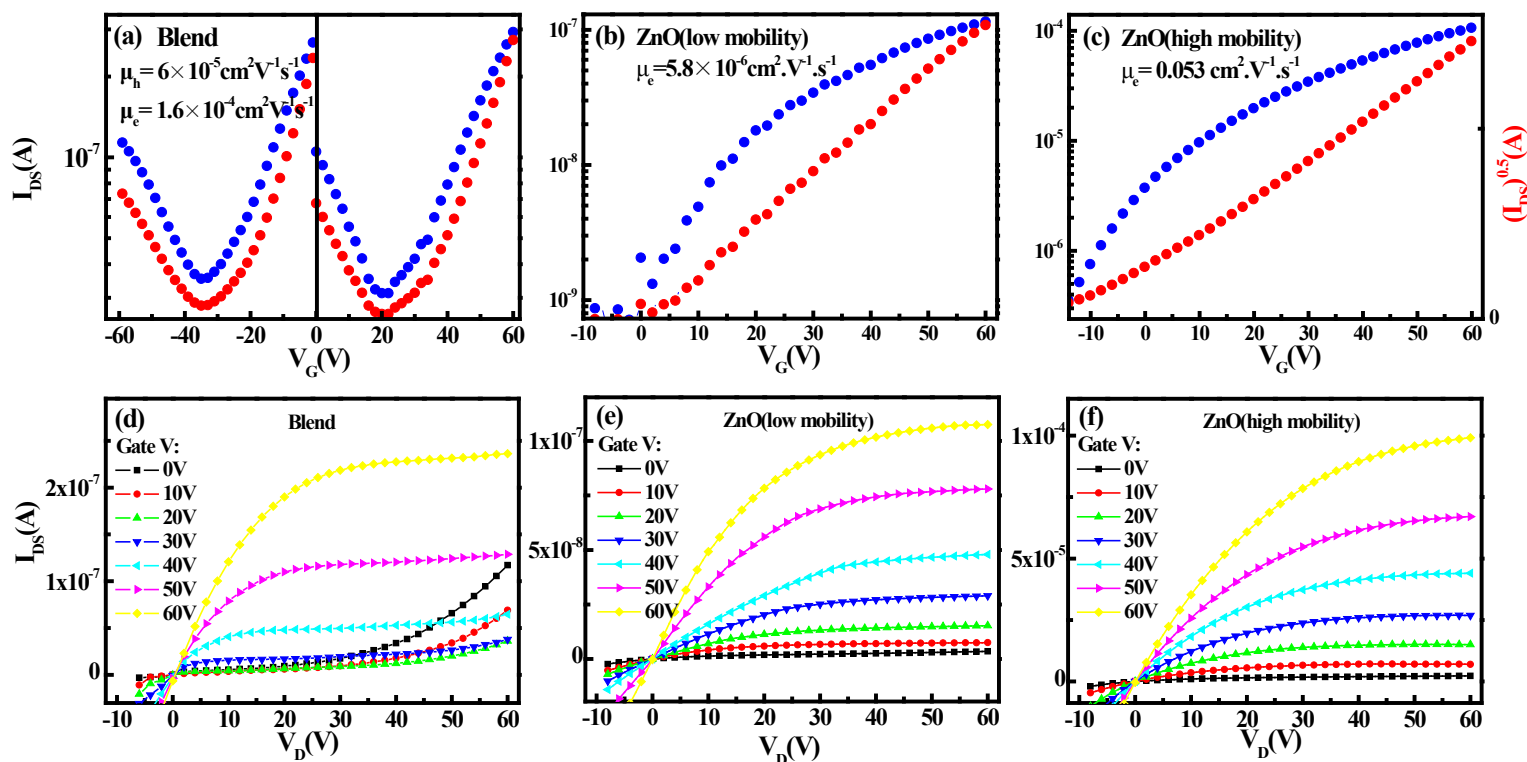 (a) Blend
μh = 6×10-5cm2V-1s-1
μe = 1.6×10-4cm2V-1s-1
10-7
IDS(A)
-60 -40 -20 0 20 40 60
VG(V)
(b) ZnO(low mobility)
μe =5.8×10-6cm2.V-1.s-1
10-7
10-8
10-9
-10 0 10 20 30 40 50 60
VG(V)
(c) ZnO(high mobility)
μe = 0.053 cm2.V-1.s-1
10-4
10-5
10-6
0
(IDS)0.5(A)
-10 0 10 20 30 40 50 60
VG(V)
(d) Blend
Gate V:
0V
10V
20V
30V
40V
50V
60V
2x10-7
1x10-7
0
IDS(A)
-10 0 10 20 30 40 50 60
VD(V)
(e) ZnO(low mobility)
Gate V:
0V
10V
20V
30V
40V
50V
60V
1x10-7
5x10-8
0
-10 0 10 20 30 40 50 60
VD(V)
(f) ZnO(high mobility)
Gate V:
0V
10V
20V
30V
40V
50V
60V
1x10-4
5x10-5
0
-10 0 10 20 30 40 50 60
VD(V)